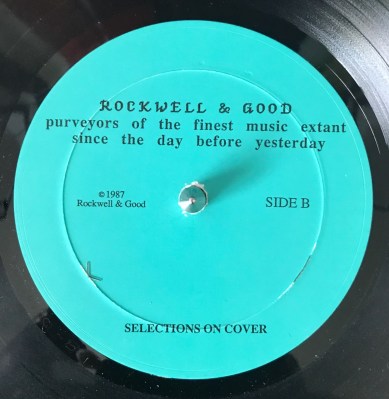 ROCKWELL & GOOD
purveyors of the finest music extant
since the day before yesterday
©1987
Rockwell & Good
SIDE B
SELECTIONS ON COVER